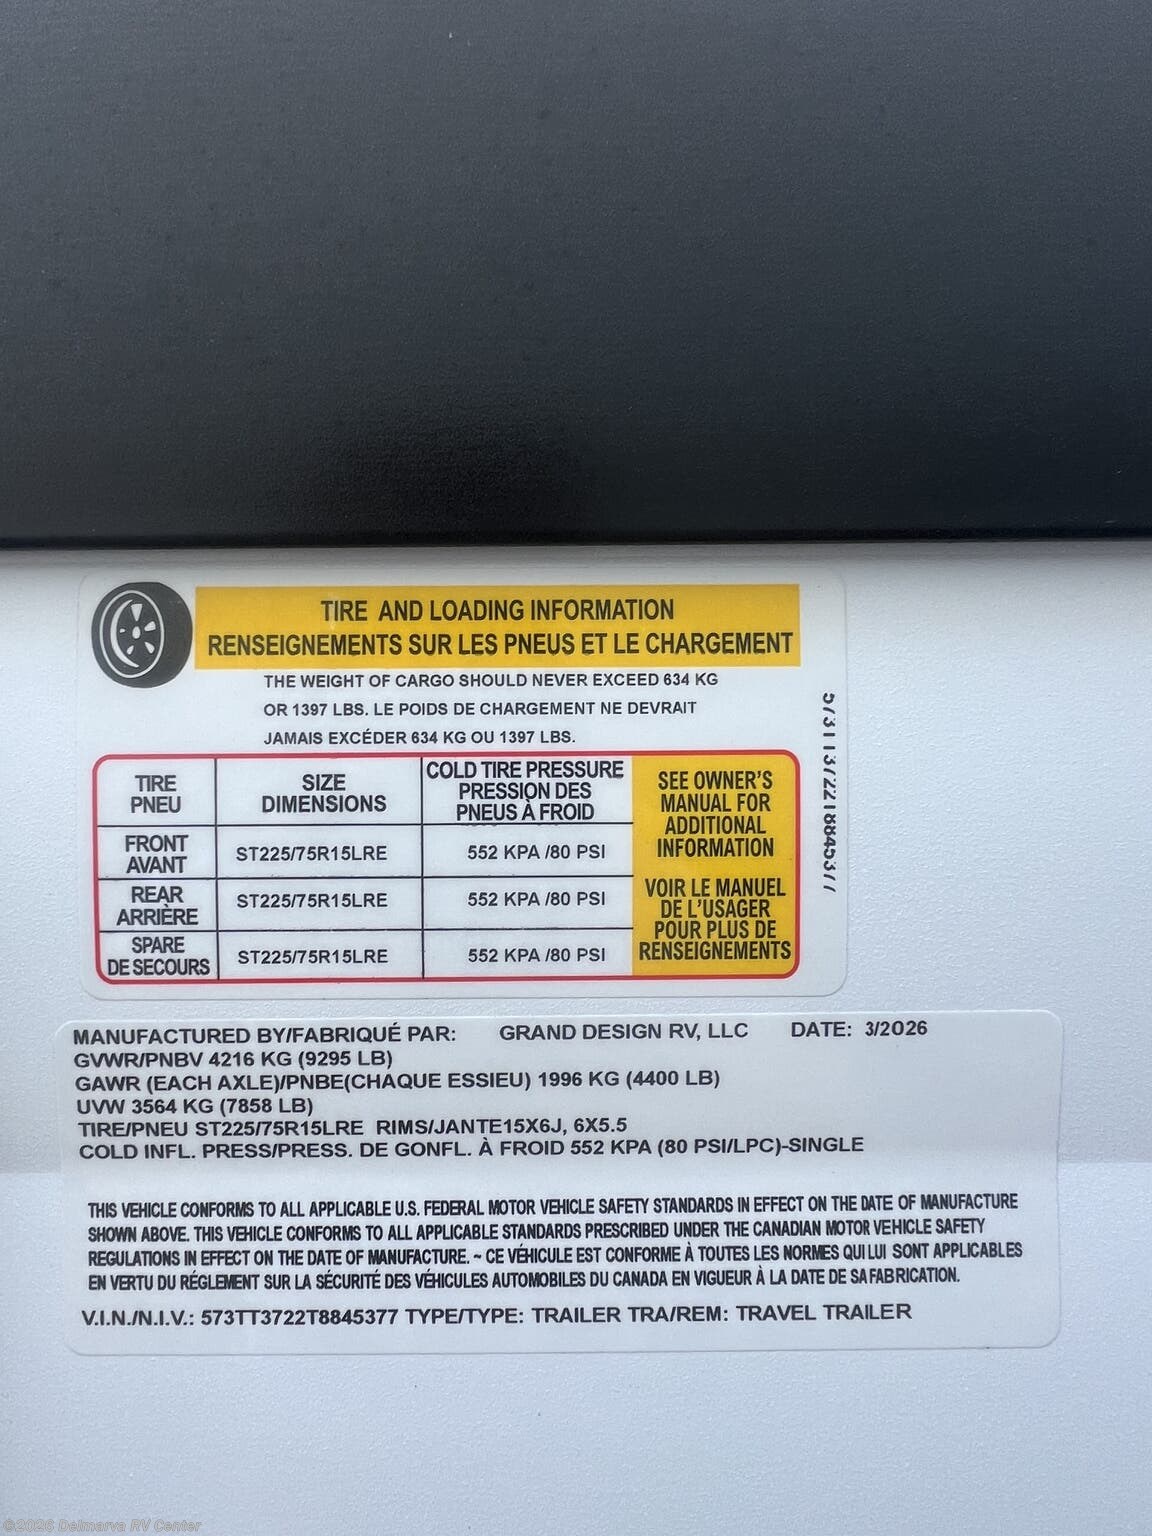 TIRE AND LOADING INFORMATION
RENSEIGNEMENTS SUR LES PNEUS ET LE CHARGEMENT
THE WEIGHT OF CARGO SHOULD NEVER EXCEED 634 KG
OR 1397 LBS. LE POIDS DE CHARGEMENT NE DEVRAIT
JAMAIS EXCÉDER 634 KG OU 1397 LBS.
TIRE
PNEU
SIZE
DIMENSIONS
COLD TIRE PRESSURE
PRESSION DES
PNEUS À FROID
FRONT
AVANT
ST225/75R15LRE
552 KPA /80 PSI
REAR
ARRIÈRE
ST225/75R15LRE
552 KPA /80 PSI
SPARE
DE SECOURS
ST225/75R15LRE
552 KPA /80 PSI
SEE OWNER'S
MANUAL FOR
ADDITIONAL
INFORMATION
VOIR LE MANUEL
DE L'USAGER
POUR PLUS DE
RENSEIGNEMENTS
MANUFACTURED BY/FABRIQUÉ PAR: GRAND DESIGN RV, LLC DATE: 3/2026
GVWR/PNBV 4216 KG (9295 LB)
GAWR (EACH AXLE)/PNBE(CHAQUE ESSIEU) 1996 KG (4400 LB)
UVW 3564 KG (7858 LB)
TIRE/PNEU ST225/75R15LRE RIMS/JANTE15X6J, 6X5.5
COLD INFL. PRESS/PRESS. DE GONFL. À FROID 552 KPA (80 PSI/LPC)-SINGLE
THIS VEHICLE CONFORMS TO ALL APPLICABLE U.S. FEDERAL MOTOR VEHICLE SAFETY STANDARDS IN EFFECT ON THE DATE OF MANUFACTURE
SHOWN ABOVE. THIS VEHICLE CONFORMS TO ALL APPLICABLE STANDARDS PRESCRIBED UNDER THE CANADIAN MOTOR VEHICLE SAFETY
REGULATIONS IN EFFECT ON THE DATE OF MANUFACTURE. ~ CE VÉHICULE EST CONFORME À TOUTES LES NORMES QUI LUI SONT APPLICABLES
EN VERTU DU RÉGLEMENT SUR LA SÉCURITÉ DES VÉHICULES AUTOMOBILES DU CANADA EN VIGUEUR À LA DATE DE SA FABRICATION.
V.I.N./N.I.V.: 573TT3722T8845377 TYPE/TYPE: TRAILER TRA/REM: TRAVEL TRAILER
©2026 Delmarva RV Center